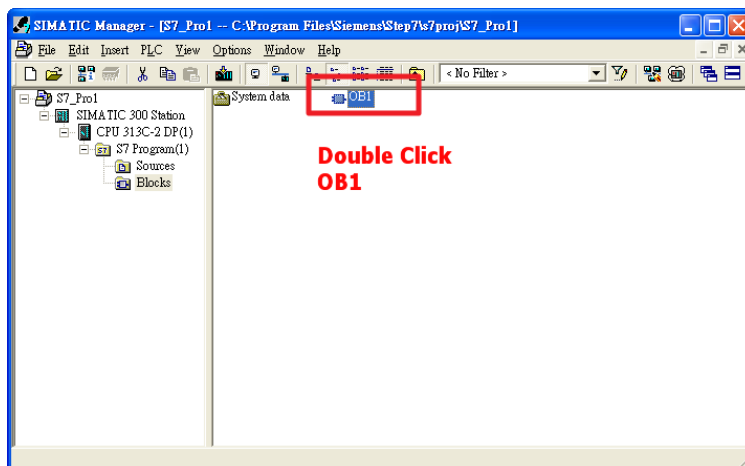 SIMATIC Manager - [S7_Pro1 -- C:\Program Files\Siemens\Step7\s7proj\S7_Pro1]
File Edit Insert PLC View Options Window Help
< No Filter >
S7_Pro1
SIMATIC 300 Station
CPU 313C-2 DP(1)
S7 Program(1)
Sources
Blocks
System data
OB1
Double Click
OB1